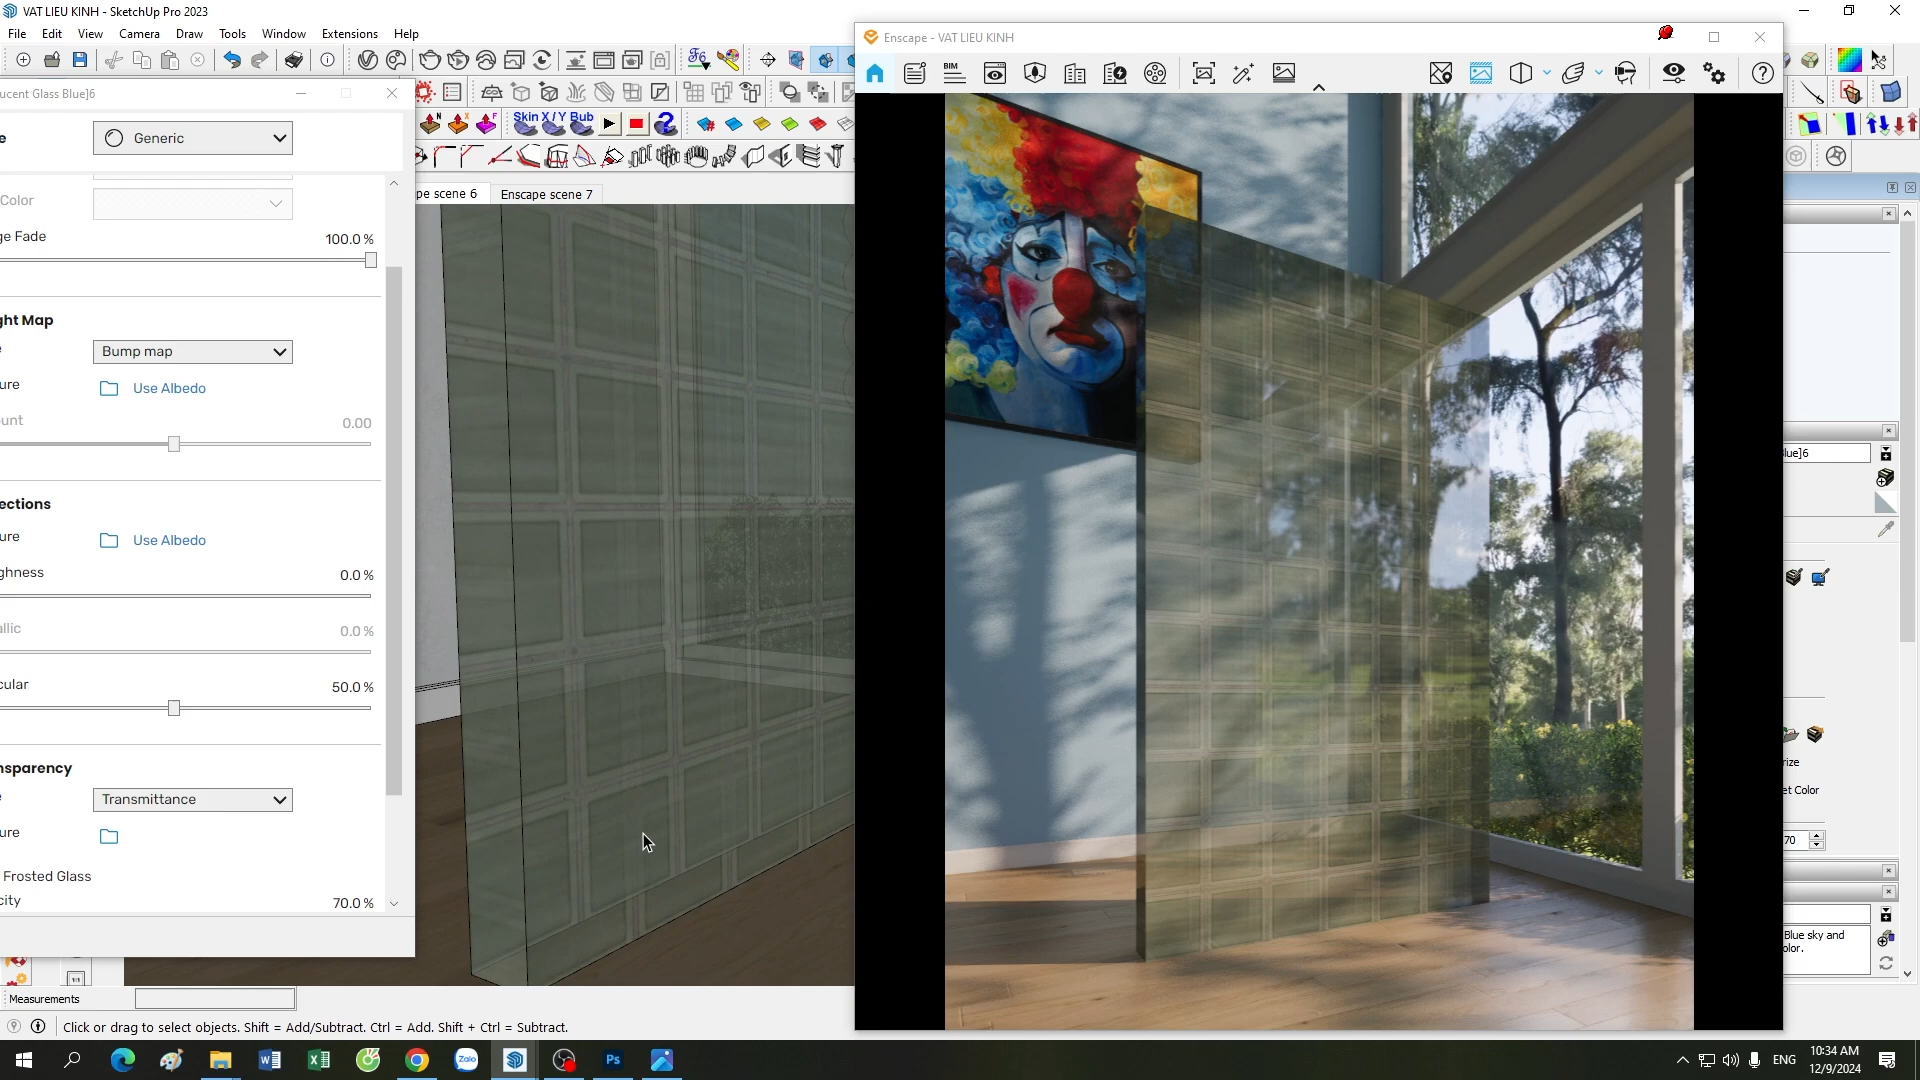 VAT LIEU KINH - SketchUp Pro 2023
File Edit View Camera Draw Tools Window Extensions Help
Enscape - VAT LIEU KINH
BIM
ucent Glass Blue]6
e Generic
Skin X/Y Bub
pe scene 6 Enscape scene 7
Color
ge Fade 100.0 %
ght Map
Bump map
ure Use Albedo
ount 0.00
ections
ure Use Albedo
ghness 0.0 %
allic 0.0 %
cular 50.0 %
nsparency
Transmittance
ure
Frosted Glass
city 70.0 %
lue]6
rize
et Color
70
Blue sky and
olor.
Measurements
Click or drag to select objects. Shift = Add/Subtract. Ctrl = Add. Shift + Ctrl = Subtract.
Zalo
Ps
ENG
10:34 AM
12/9/2024